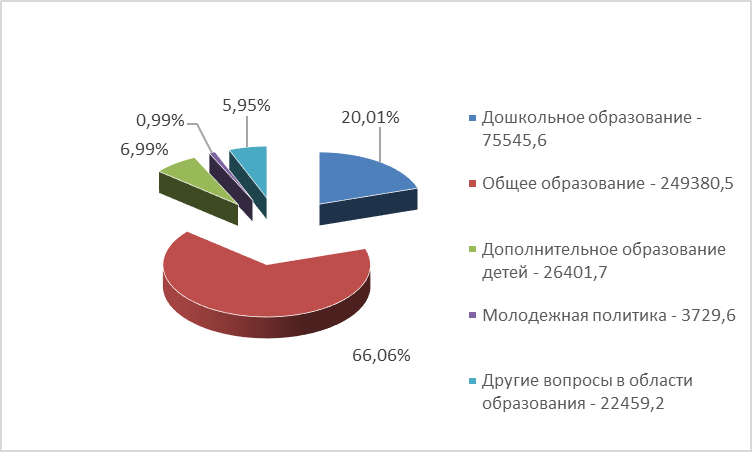 5,95%
0,99%
20,01%
6,99%
66,06%
Дошкольное образование -
75545,6
Общее образование - 249380,5
Дополнительное образование
детей - 26401,7
Молодежная политика - 3729,6
Другие вопросы в области
образования - 22459,2